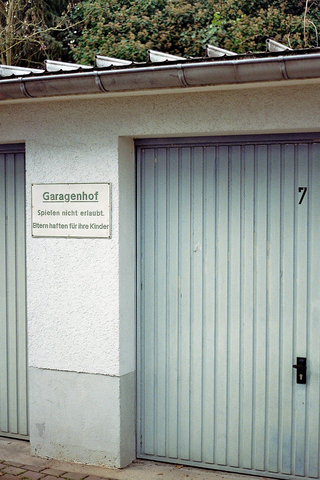 Garagenhof
Spielen nicht erlaubt.
Eltern haften für ihre Kinder
7